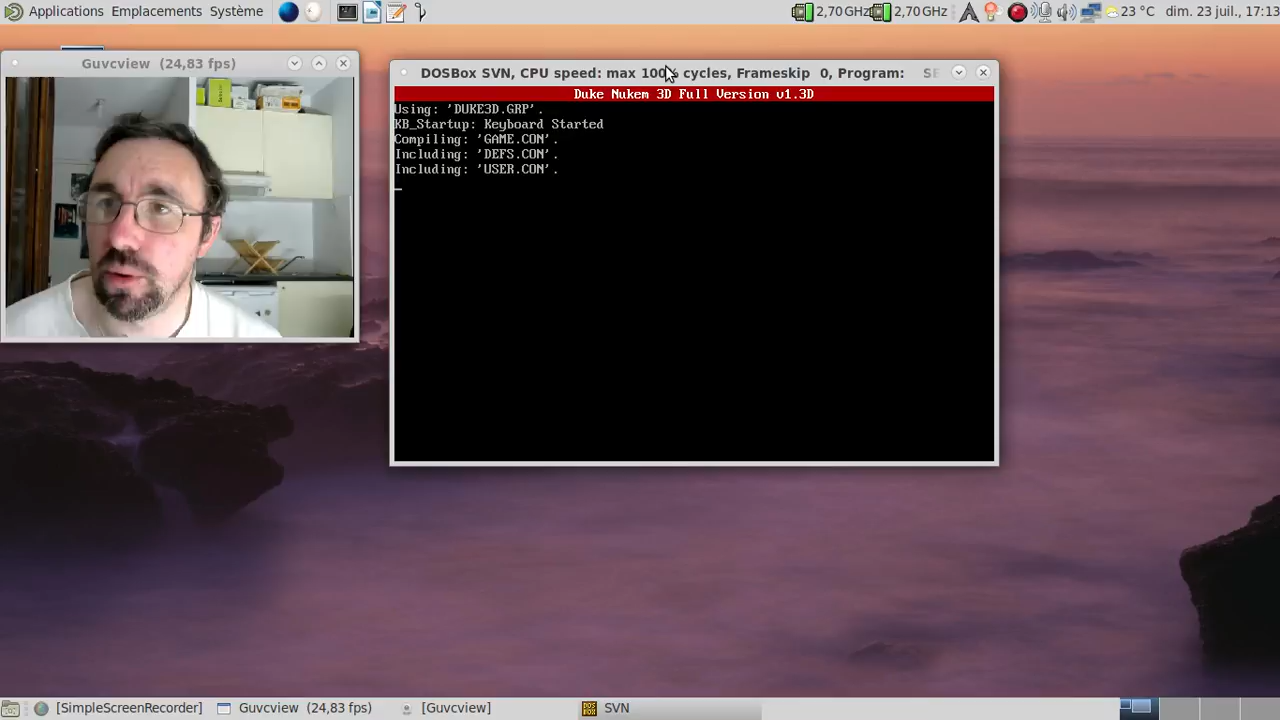 Applications Emplacements Système
2,70 GHz 2,70 GHz 23 °C dim. 23 juil., 17:13
Guvcview (24,83 fps)
DOSBox SVN, CPU speed: max 100% cycles, Frameskip 0, Program:
Duke Nukem 3D Full Version v1.3D
Using: 'DUKE3D.GRP'.
KB_Startup: Keyboard Started
Compiling: 'GAME.CON'.
Including: 'DEFS.CON'.
Including: 'USER.CON'.
[SimpleScreenRecorder] Guvcview (24,83 fps) [Guvcview] SVN